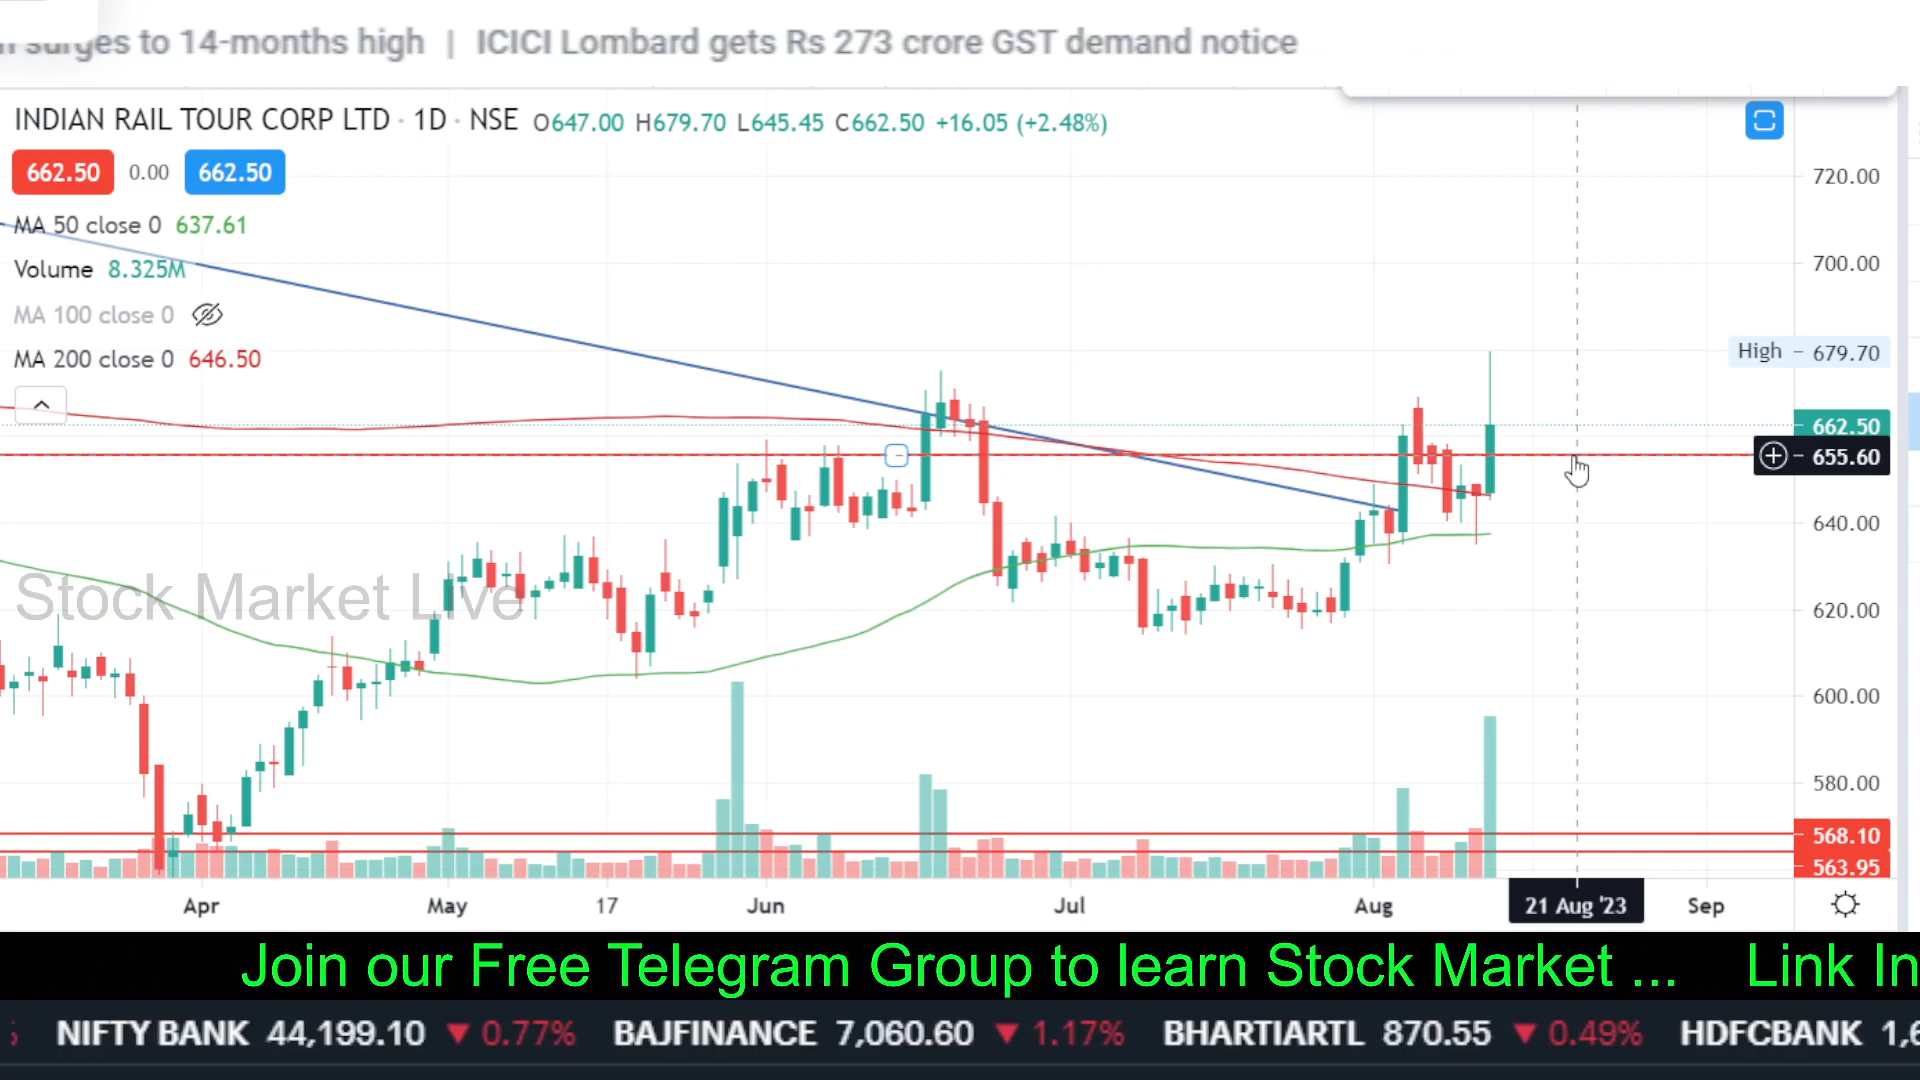 surges to 14-months high | ICICI Lombard gets Rs 273 crore GST demand notice
INDIAN RAIL TOUR CORP LTD · 1D · NSE O647.00 H679.70 L645.45 C662.50 +16.05 (+2.48%)
662.50 0.00 662.50
720.00
MA 50 close 0 637.61
Volume 8.325M
700.00
MA 100 close 0
MA 200 close 0 646.50
High 679.70
662.50
655.60
640.00
Stock Market Live
620.00
600.00
580.00
568.10
563.95
Apr May 17 Jun Jul Aug 21 Aug '23 Sep
Join our Free Telegram Group to learn Stock Market ... Link In
NIFTY BANK 44,199.10 ▼ 0.77% BAJFINANCE 7,060.60 ▼ 1.17% BHARTIARTL 870.55 ▼ 0.49% HDFCBANK